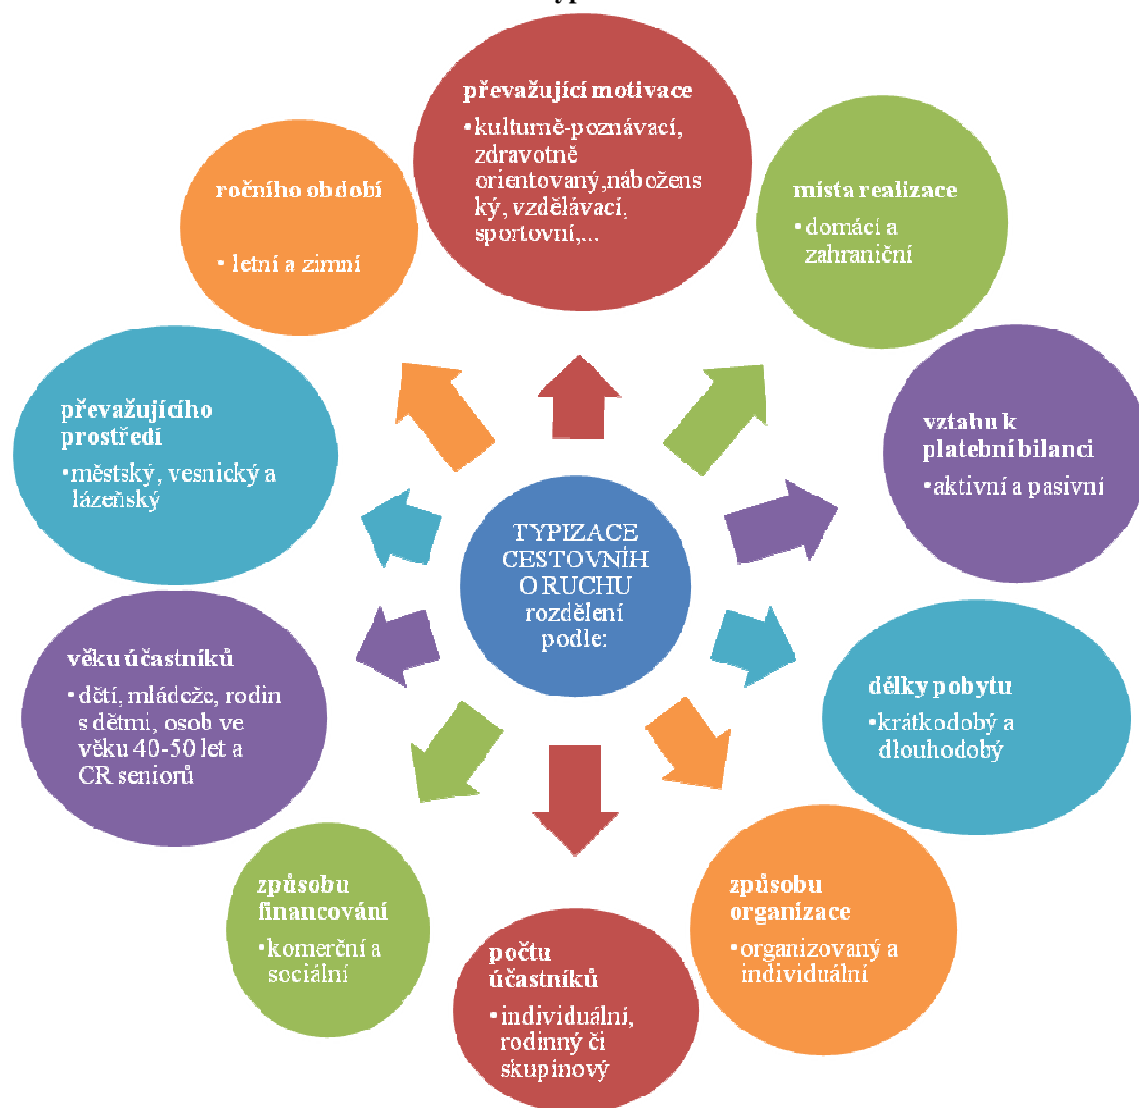 převažující motivace
•kulturně-poznávací,
zdravotně
orientovaný,nábožens
ký, vzdělávací,
sportovní,...
místa realizace
•domácí a
zahraniční
vztahu k
platební bilanci
•aktivní a pasivní
délky pobytu
•krátkodobý a
dlouhodobý
způsobu
organizace
•organizovaný a
individuální
počtu
účastníků
•individuální,
rodinný či
skupinový
způsobu
financování
•komerční a
sociální
věku účastníků
•dětí, mládeže, rodin
s dětmi, osob ve
věku 40-50 let a
CR seniorů
převažujícího
prostředí
•městský, vesnický a
lázeňský
ročního období
• letní a zimní
TYPIZACE
CESTOVNÍH
O RUCHU
rozdělení
podle: